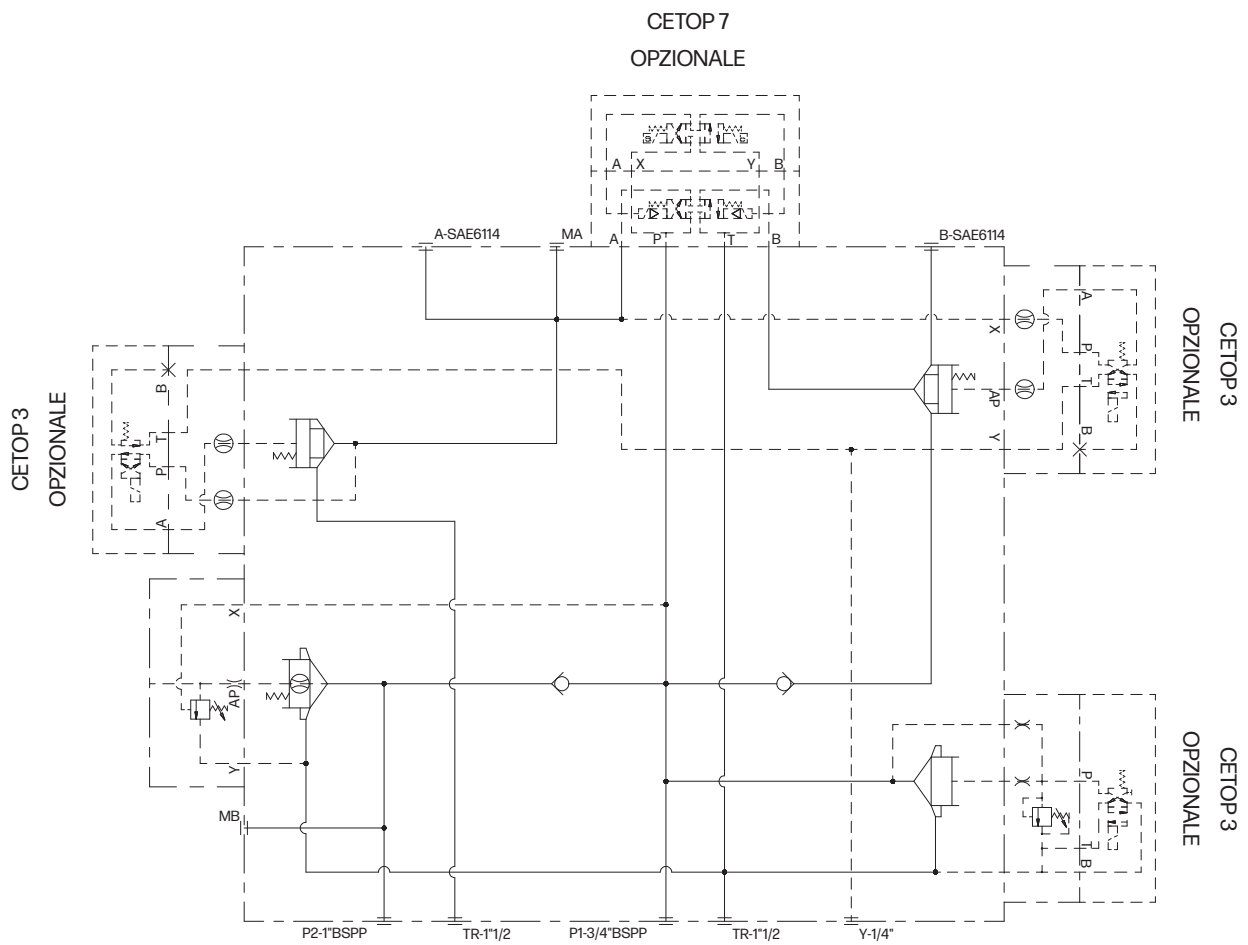 CETOP 7
OPZIONALE
A X Y B
A-SAE6114
MA
A P T B
B-SAE6114
X
AP
Y
A
P
T
B
CETOP 3
OPZIONALE
CETOP 3
OPZIONALE
B
T
P
A
X
AP
Y
MB
P
T
B
CETOP 3
OPZIONALE
P2-1"BSPP
TR-1"1/2
P1-3/4"BSPP
TR-1"1/2
Y-1/4"